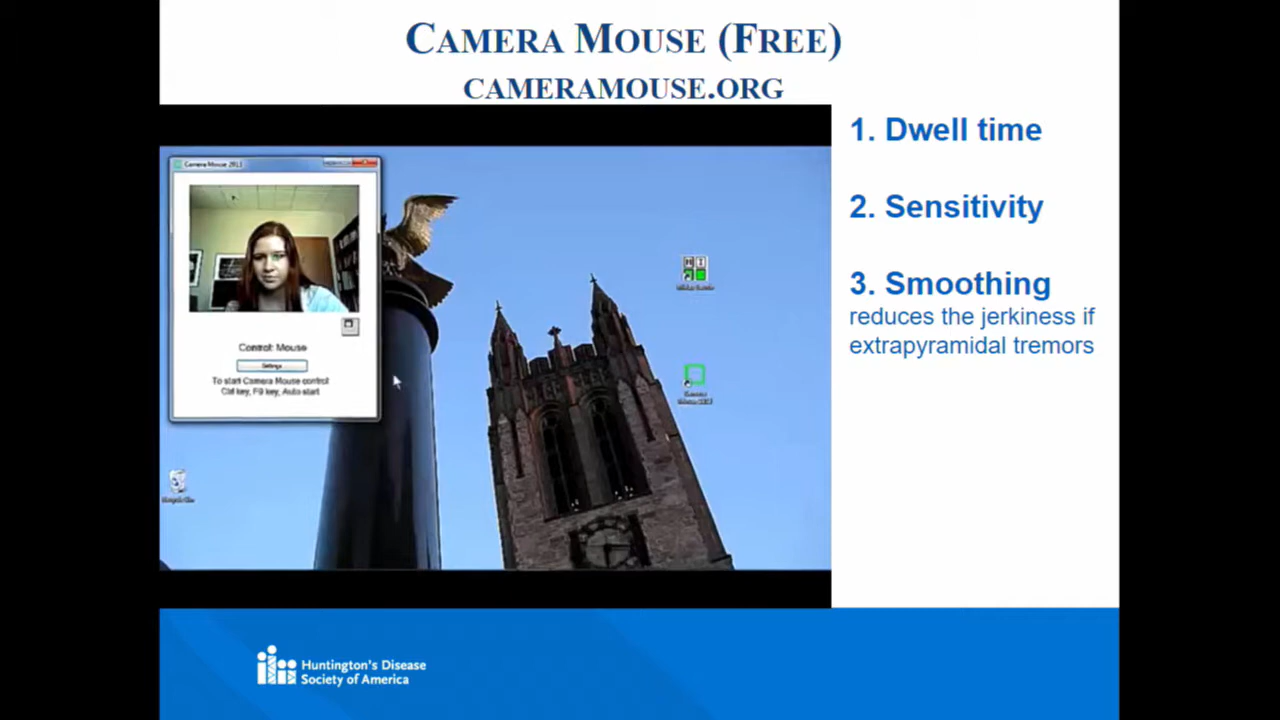 CAMERA MOUSE (FREE)
CAMERAMOUSE.ORG
1. Dwell time
2. Sensitivity
3. Smoothing
reduces the jerkiness if
extrapyramidal tremors
Camera Mouse 2011
Control: Mouse
Settings
To start Camera Mouse control
Ctrl key, F9 key, Auto start
Huntington's Disease
Society of America